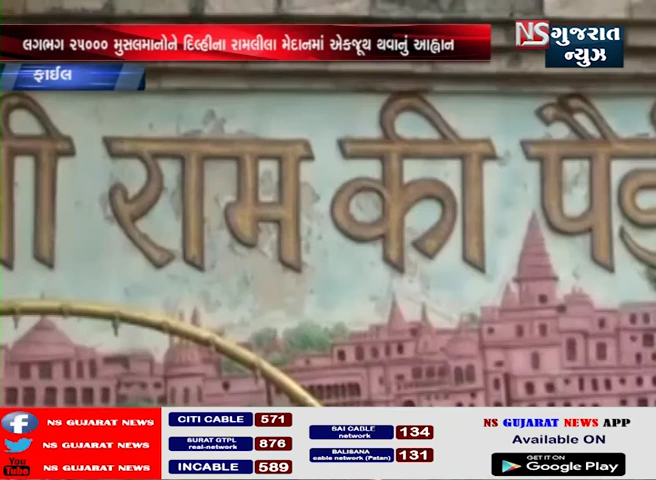 લગભગ ૨૫૦૦૦ મુસલમાનોને દિલ્હીના રામલીલા મેદાનમાં એકજૂથ થવાનું આહ્વાન
NS ગુજરાત
ન્યુઝ
ફાઈલ
राम की
NS GUJARAT NEWS
NS GUJARAT NEWS
You Tube NS GUJARAT NEWS
CITI CABLE 571
SURAT GTPL
real-network 876
INCABLE 589
SAI CABLE
network 134
BALISANA
cable network (Patan) 131
NS GUJARAT NEWS APP
Available ON
GET IT ON
Google Play